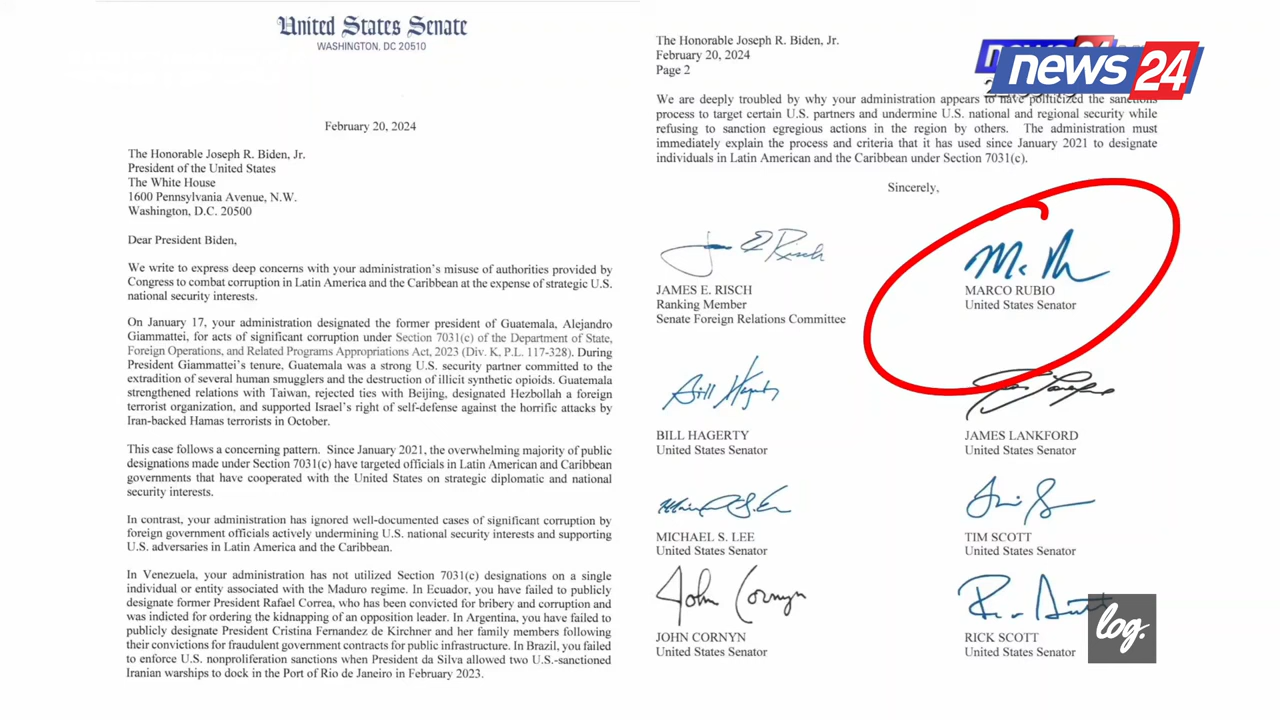 United States Senate
WASHINGTON, DC 20510
February 20, 2024
The Honorable Joseph R. Biden, Jr.
President of the United States
The White House
1600 Pennsylvania Avenue, N.W.
Washington, D.C. 20500
Dear President Biden,
We write to express deep concerns with your administration's misuse of authorities provided by
Congress to combat corruption in Latin America and the Caribbean at the expense of strategic U.S.
national security interests.
On January 17, your administration designated the former president of Guatemala, Alejandro
Giammattei, for acts of significant corruption under Section 7031(c) of the Department of State,
Foreign Operations, and Related Programs Appropriations Act, 2023 (Div. K, P.L. 117-328). During
President Giammattei's tenure, Guatemala was a strong U.S. security partner committed to the
extradition of several human smugglers and the destruction of illicit synthetic opioids. Guatemala
strengthened relations with Taiwan, rejected ties with Beijing, designated Hezbollah a foreign
terrorist organization, and supported Israel's right of self-defense against the horrific attacks by
Iran-backed Hamas terrorists in October.
This case follows a concerning pattern. Since January 2021, the overwhelming majority of public
designations made under Section 7031(c) have targeted officials in Latin American and Caribbean
governments that have cooperated with the United States on strategic diplomatic and national
security interests.
In contrast, your administration has ignored well-documented cases of significant corruption by
foreign government officials actively undermining U.S. national security interests and supporting
U.S. adversaries in Latin America and the Caribbean.
In Venezuela, your administration has not utilized Section 7031(c) designations on a single
individual or entity associated with the Maduro regime. In Ecuador, you have failed to publicly
designate former President Rafael Correa, who has been convicted for bribery and corruption and
was indicted for ordering the kidnapping of an opposition leader. In Argentina, you have failed to
publicly designate President Cristina Fernandez de Kirchner and her family members following
their convictions for fraudulent government contracts for public infrastructure. In Brazil, you failed
to enforce U.S. nonproliferation sanctions when President da Silva allowed two U.S.-sanctioned
Iranian warships to dock in the Port of Rio de Janeiro in February 2023.
The Honorable Joseph R. Biden, Jr.
February 20, 2024
Page 2
news 24
We are deeply troubled by why your administration appears to have politicized the sanctions
process to target certain U.S. partners and undermine U.S. national and regional security while
refusing to sanction egregious actions in the region by others. The administration must
immediately explain the process and criteria that it has used since January 2021 to designate
individuals in Latin American and the Caribbean under Section 7031(c).
Sincerely,
JAMES E. RISCH
Ranking Member
Senate Foreign Relations Committee
MARCO RUBIO
United States Senator
Bill Hagerty
BILL HAGERTY
United States Senator
JAMES LANKFORD
United States Senator
MICHAEL S. LEE
United States Senator
TIM SCOTT
United States Senator
John Cornyn
JOHN CORNYN
United States Senator
RICK SCOTT
United States Senator
log.